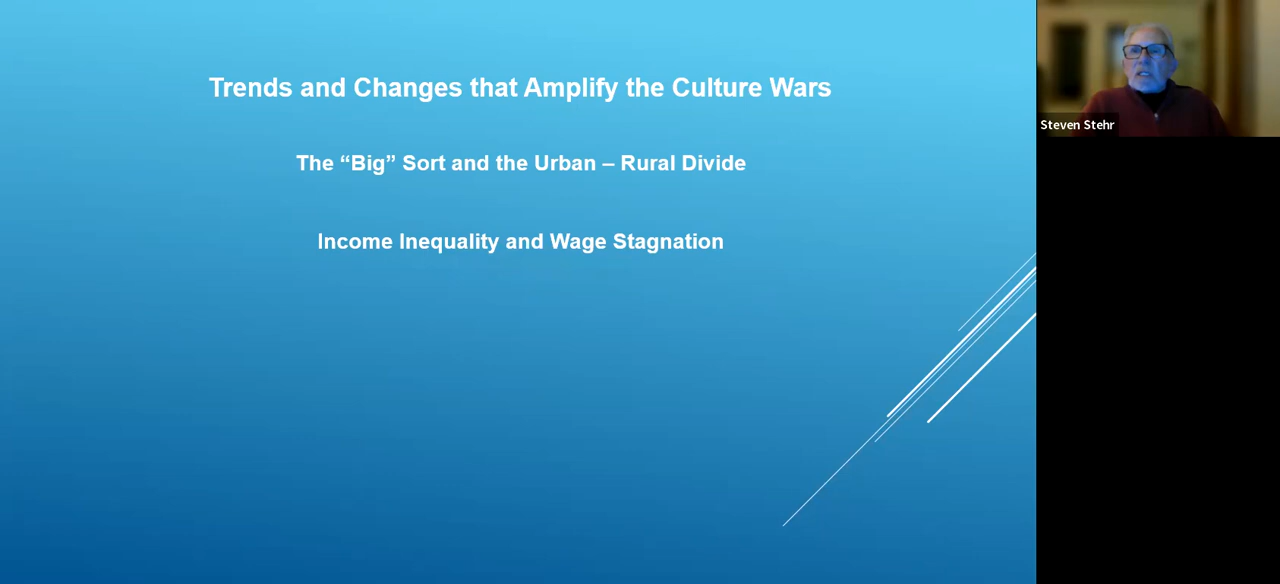 Trends and Changes that Amplify the Culture Wars
The “Big” Sort and the Urban – Rural Divide
Income Inequality and Wage Stagnation
Steven Stehr